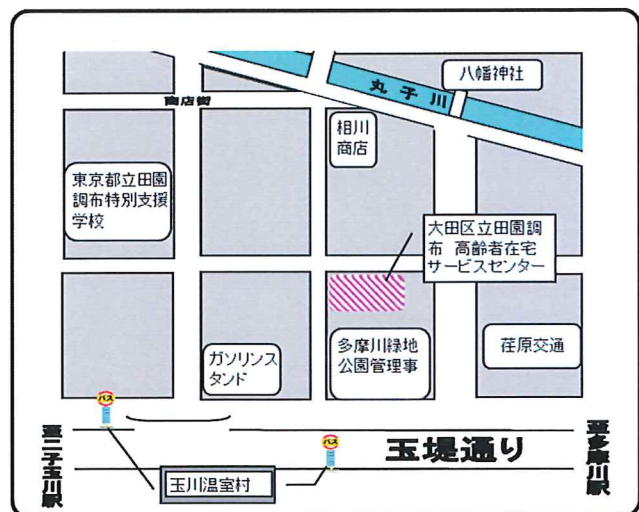 八幡神社
丸子川
商店街
相川
商店
東京都立田園
調布特別支援
学校
大田区立田園調
布 高齢者在宅
サービスセンター
ガソリンス
タンド
多摩川緑地
公園管理事
荏原交通
バス
バス
玉堤通り
至二子玉川駅
至多摩川駅
玉川温室村